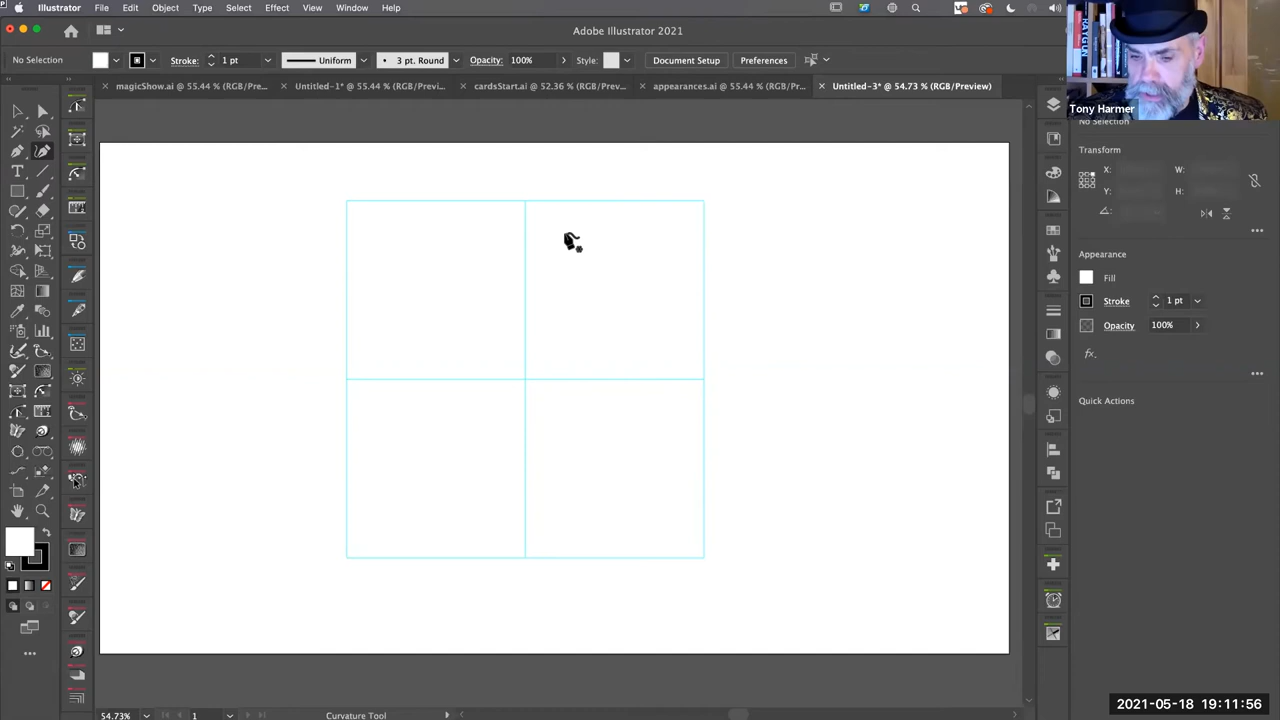 Illustrator File Edit Object Type Select Effect View Window Help
Adobe Illustrator 2021
No Selection Stroke: 1 pt Uniform 3 pt. Round Opacity: 100% Style: Document Setup Preferences
magicShow.ai @ 55.44 % (RGB/Pre... Untitled-1* @ 55.44 % (RGB/Previ... cardsStart.ai @ 52.36 % (RGB/Prev... appearances.ai @ 55.44 % (RGB/Pr... Untitled-3* @ 54.73 % (RGB/Preview)
Tony Harmer
No Selection
Transform
X: W:
Y: H:
Appearance
Fill
Stroke 1 pt
Opacity 100%
fx
Quick Actions
2021-05-18 19:11:56
54.73% 1 Curvature Tool